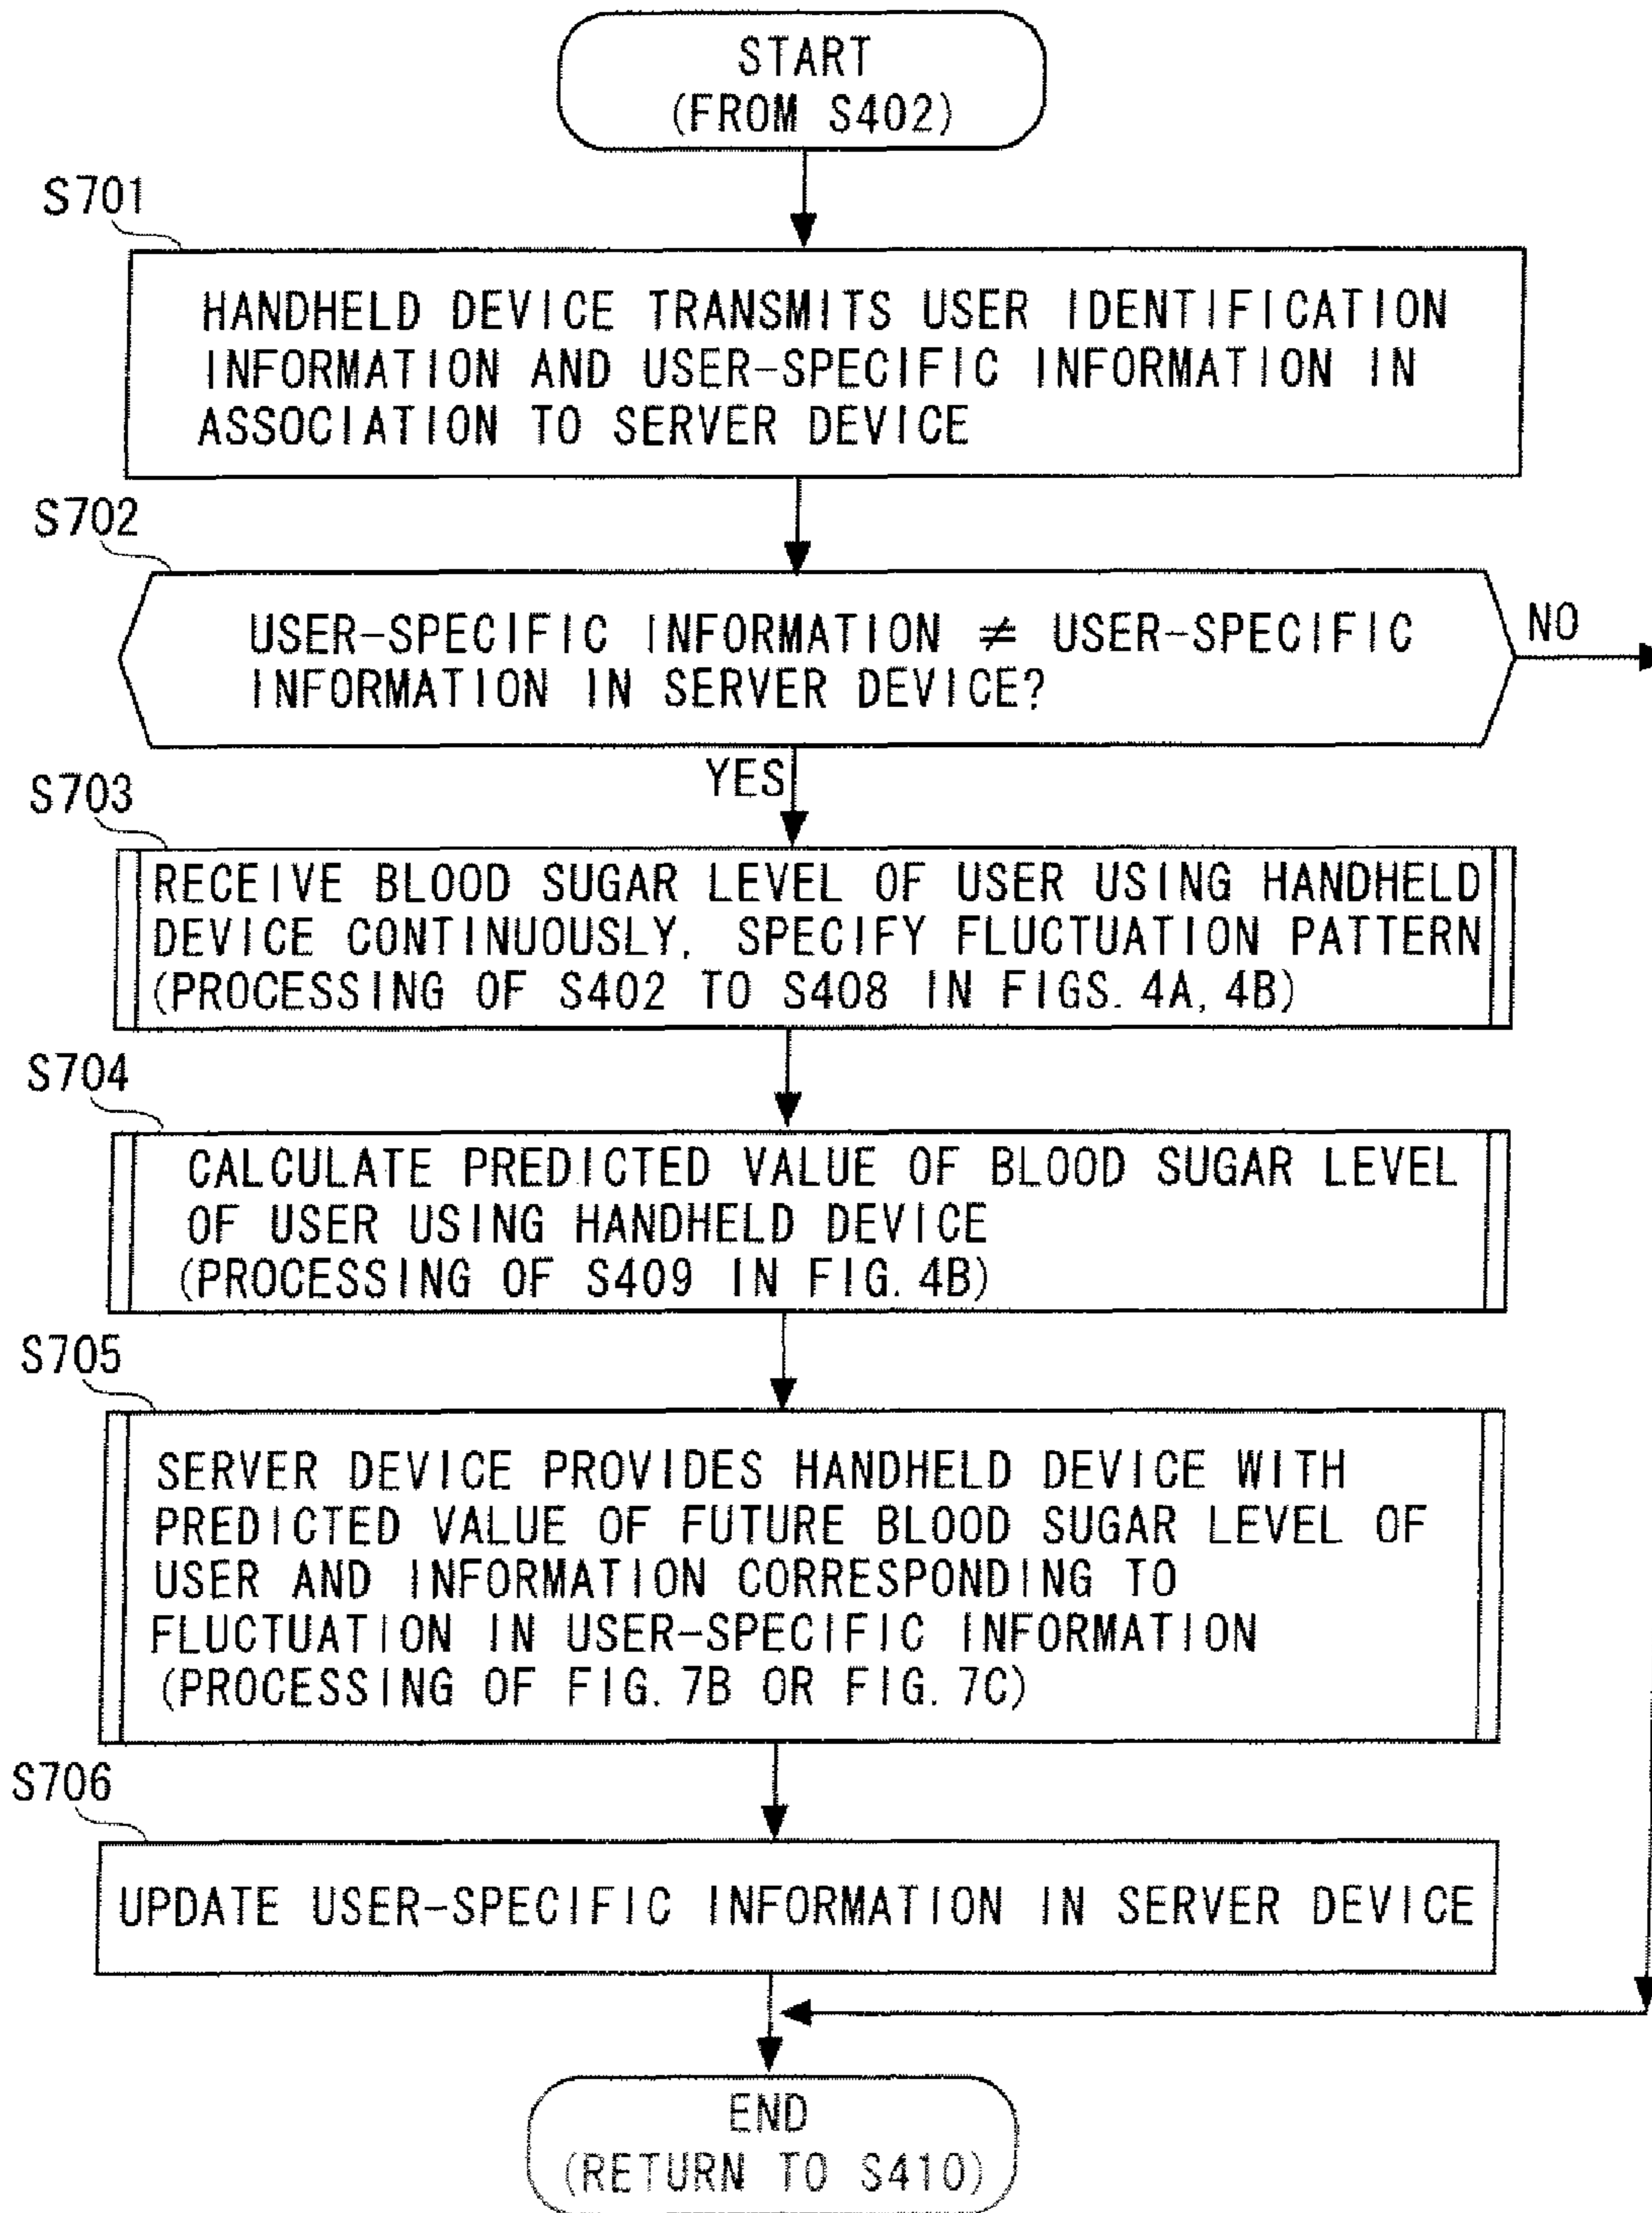 START
(FROM S402)
S701
HANDHELD DEVICE TRANSMITS USER IDENTIFICATION
INFORMATION AND USER-SPECIFIC INFORMATION IN
ASSOCIATION TO SERVER DEVICE
S702
USER-SPECIFIC INFORMATION ≠ USER-SPECIFIC
INFORMATION IN SERVER DEVICE?
NO
YES
S703
RECEIVE BLOOD SUGAR LEVEL OF USER USING HANDHELD
DEVICE CONTINUOUSLY, SPECIFY FLUCTUATION PATTERN
(PROCESSING OF S402 TO S408 IN FIGS. 4A, 4B)
S704
CALCULATE PREDICTED VALUE OF BLOOD SUGAR LEVEL
OF USER USING HANDHELD DEVICE
(PROCESSING OF S409 IN FIG. 4B)
S705
SERVER DEVICE PROVIDES HANDHELD DEVICE WITH
PREDICTED VALUE OF FUTURE BLOOD SUGAR LEVEL OF
USER AND INFORMATION CORRESPONDING TO
FLUCTUATION IN USER-SPECIFIC INFORMATION
(PROCESSING OF FIG. 7B OR FIG. 7C)
S706
UPDATE USER-SPECIFIC INFORMATION IN SERVER DEVICE
END
(RETURN TO S410)